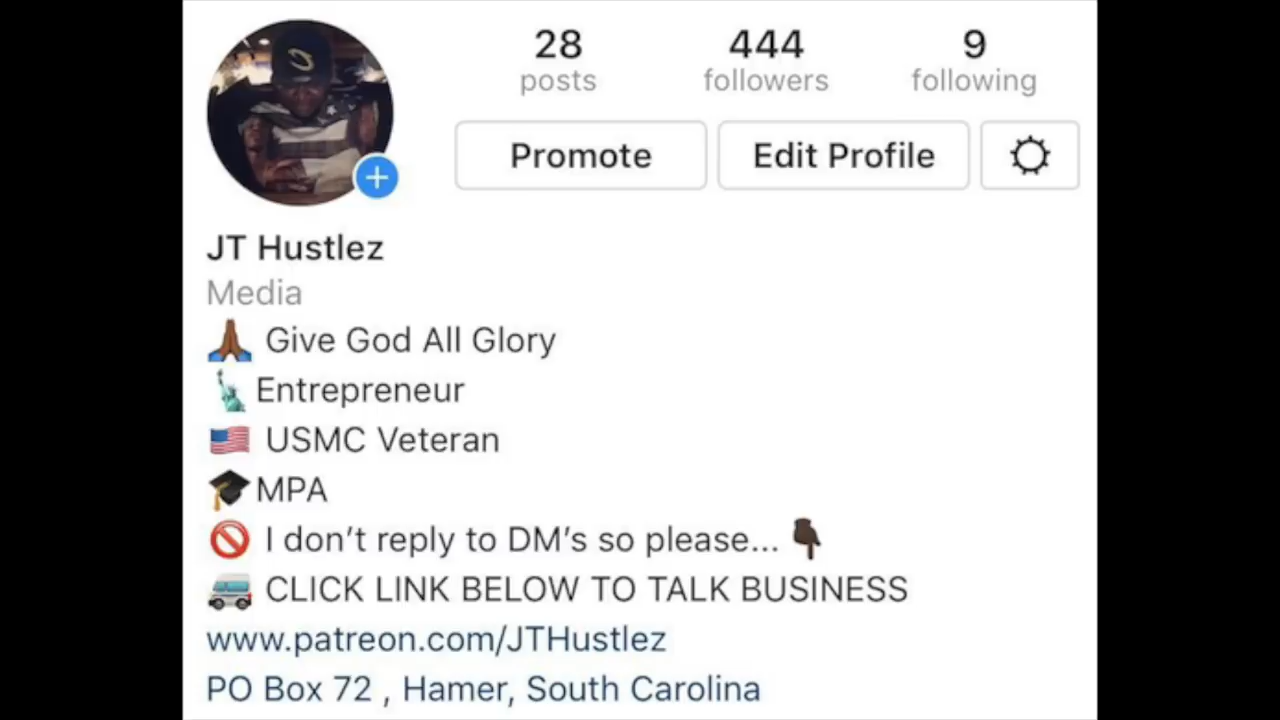 28 444 9
posts followers following
Promote Edit Profile
JT Hustlez
Media
🙏🏾 Give God All Glory
🗽Entrepreneur
🇺🇸 USMC Veteran
🎓MPA
🚫 I don’t reply to DM’s so please... 👇🏿
🚐 CLICK LINK BELOW TO TALK BUSINESS
www.patreon.com/JTHustlez
PO Box 72 , Hamer, South Carolina